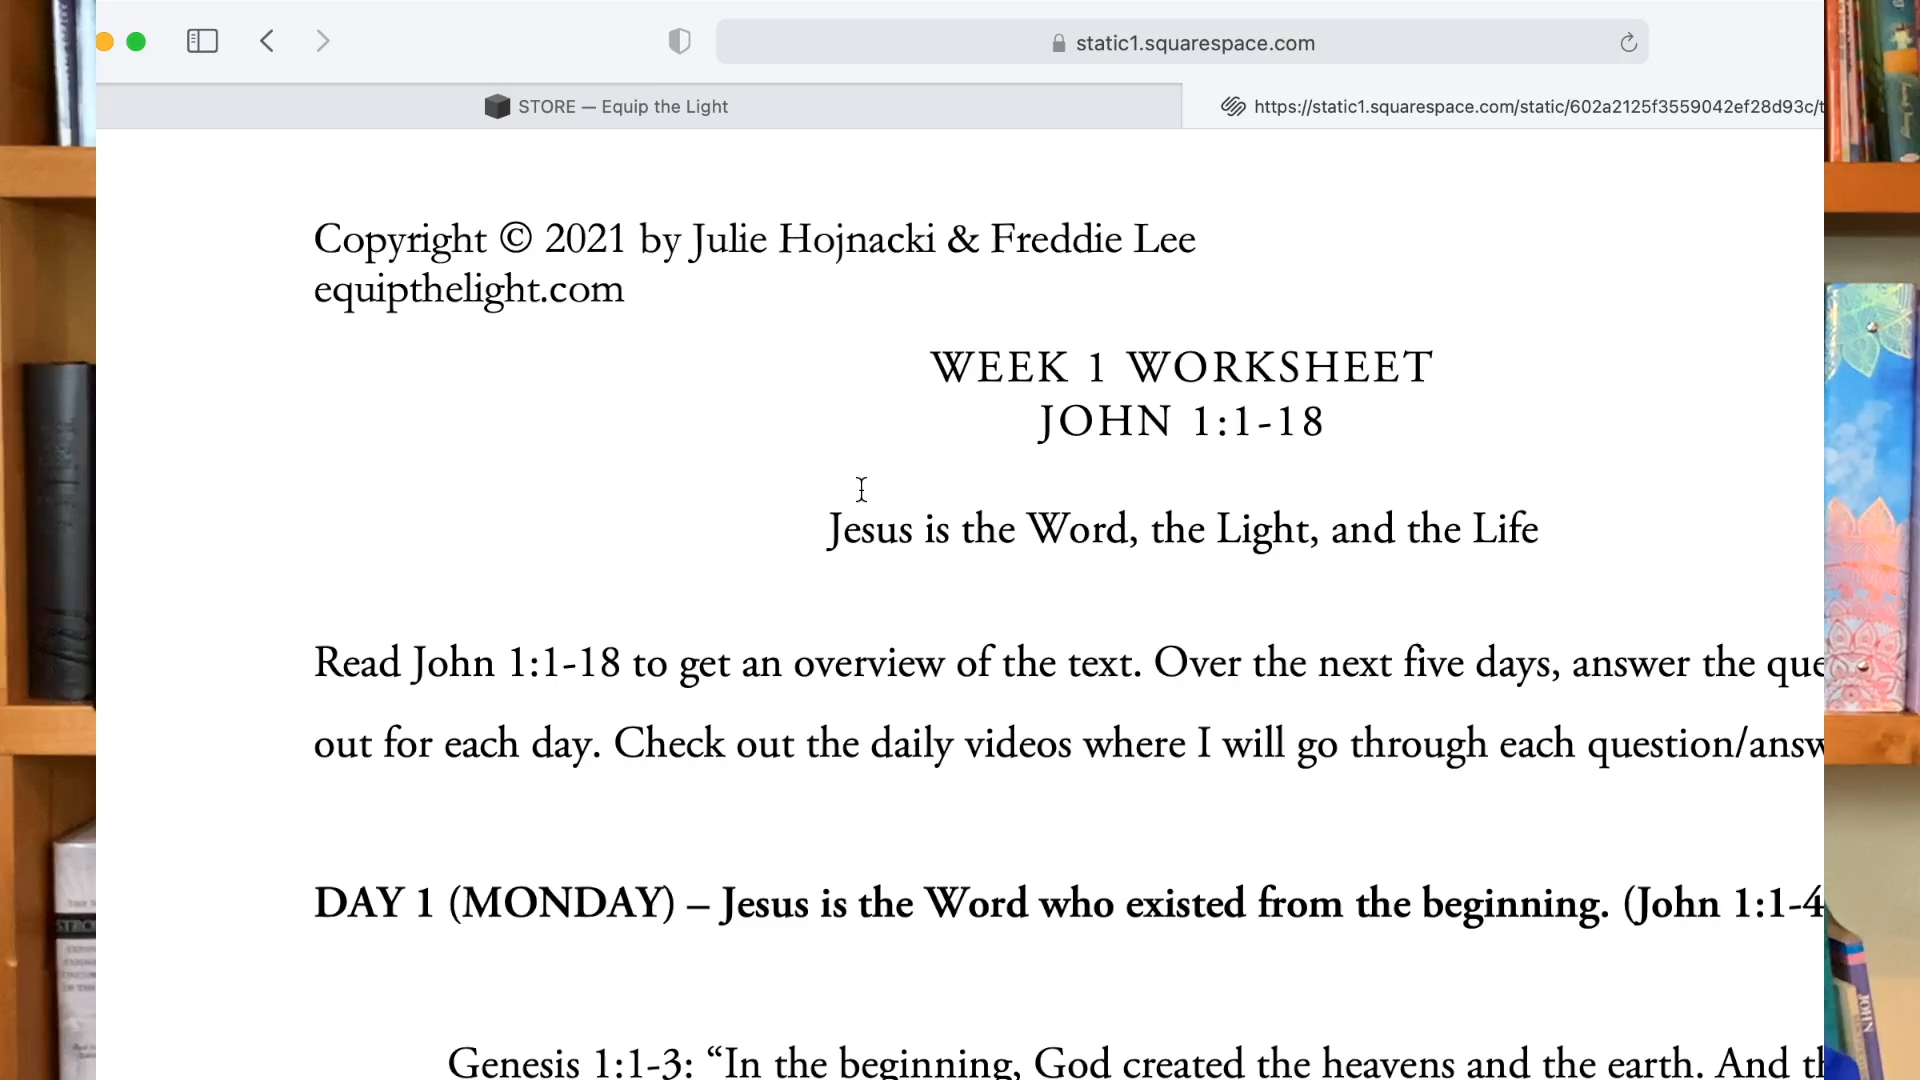 static1.squarespace.com
STORE — Equip the Light
https://static1.squarespace.com/static/602a2125f3559042ef28d93c/t
Copyright © 2021 by Julie Hojnacki & Freddie Lee
equipthelight.com
WEEK 1 WORKSHEET
JOHN 1:1-18
Jesus is the Word, the Light, and the Life
Read John 1:1-18 to get an overview of the text. Over the next five days, answer the que
out for each day. Check out the daily videos where I will go through each question/answ
DAY 1 (MONDAY) – Jesus is the Word who existed from the beginning. (John 1:1-4
Genesis 1:1-3: “In the beginning, God created the heavens and the earth. And th
JOHN